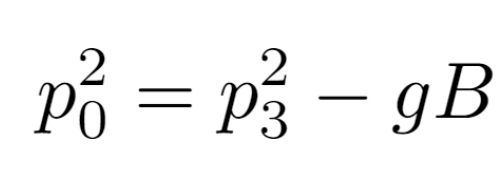 p_0^2 = p_3^2 - gB